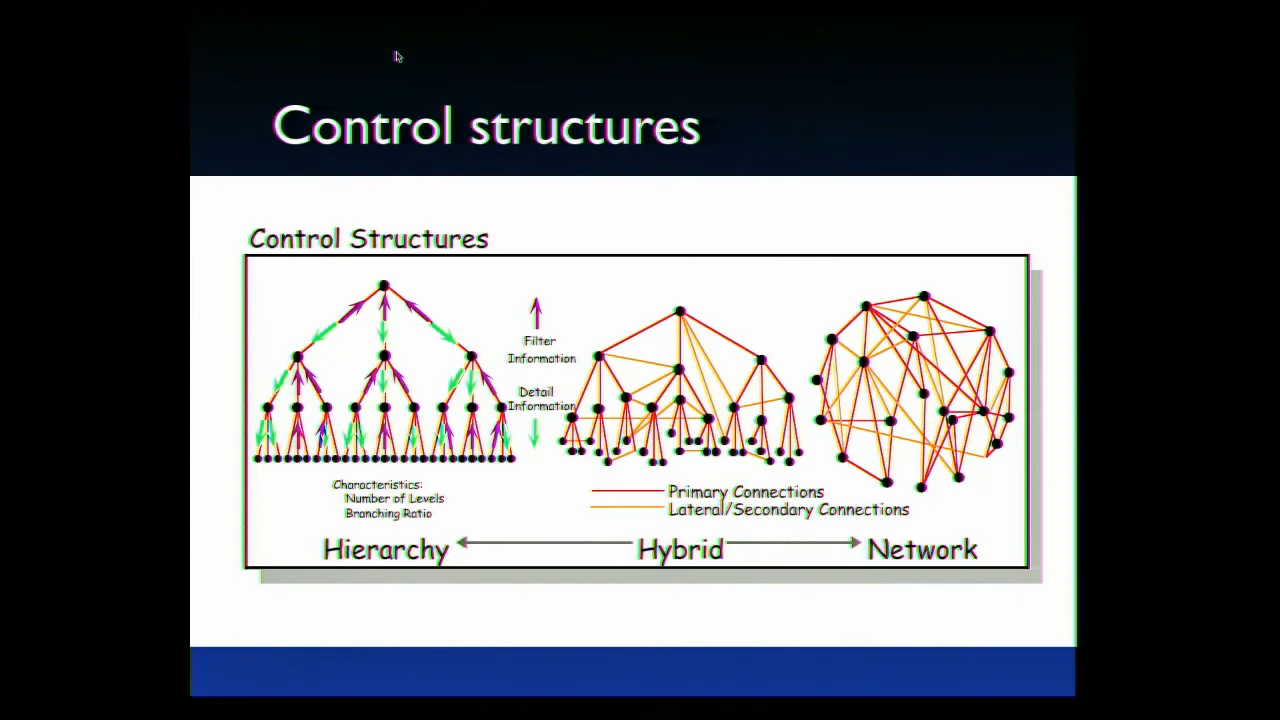 Control structures
Control Structures
Filter
Information
Detail
Information
Characteristics:
Number of Levels
Branching Ratio
Primary Connections
Lateral/Secondary Connections
Hierarchy
Hybrid
Network